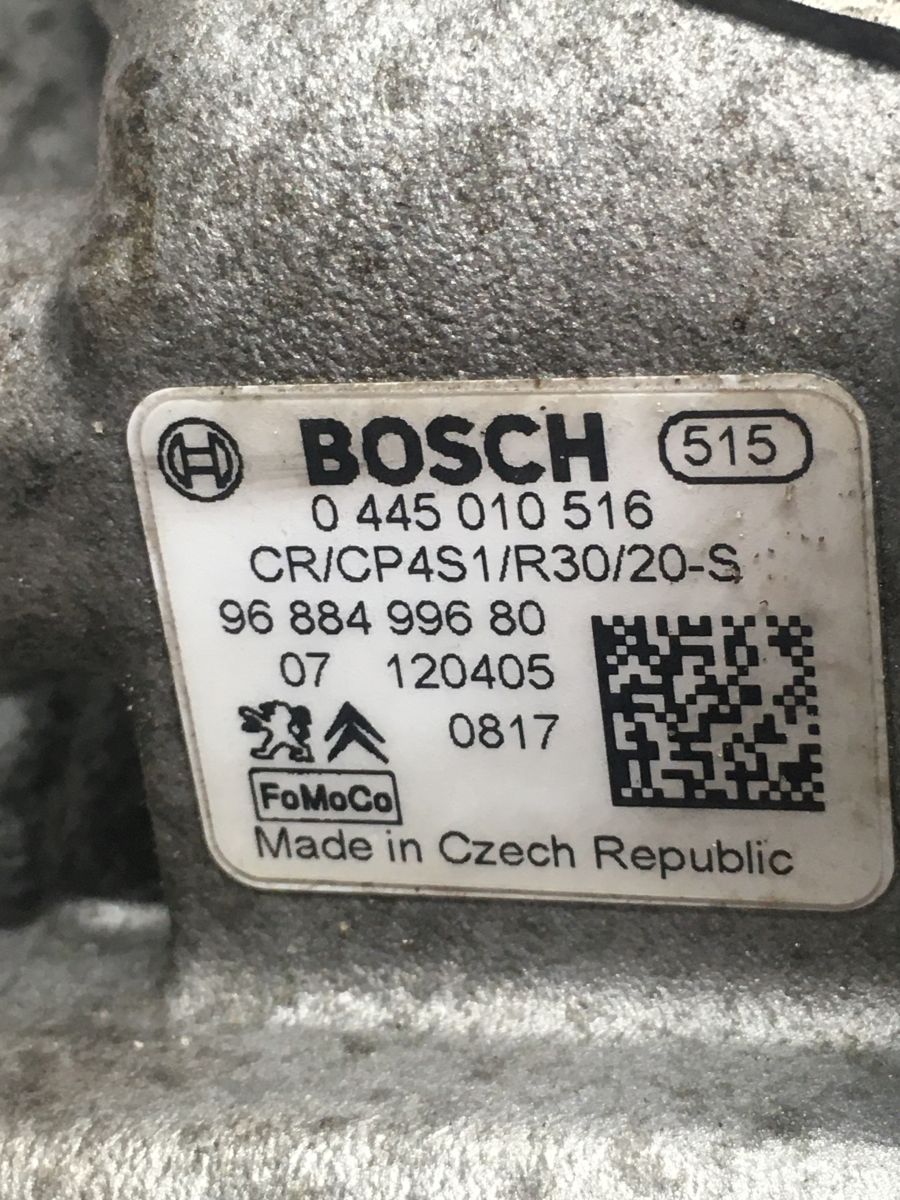 BOSCH 515
0 445 010 516
CR/CP4S1/R30/20-S
96 884 996 80
07 120405
0817
FoMoCo
Made in Czech Republic